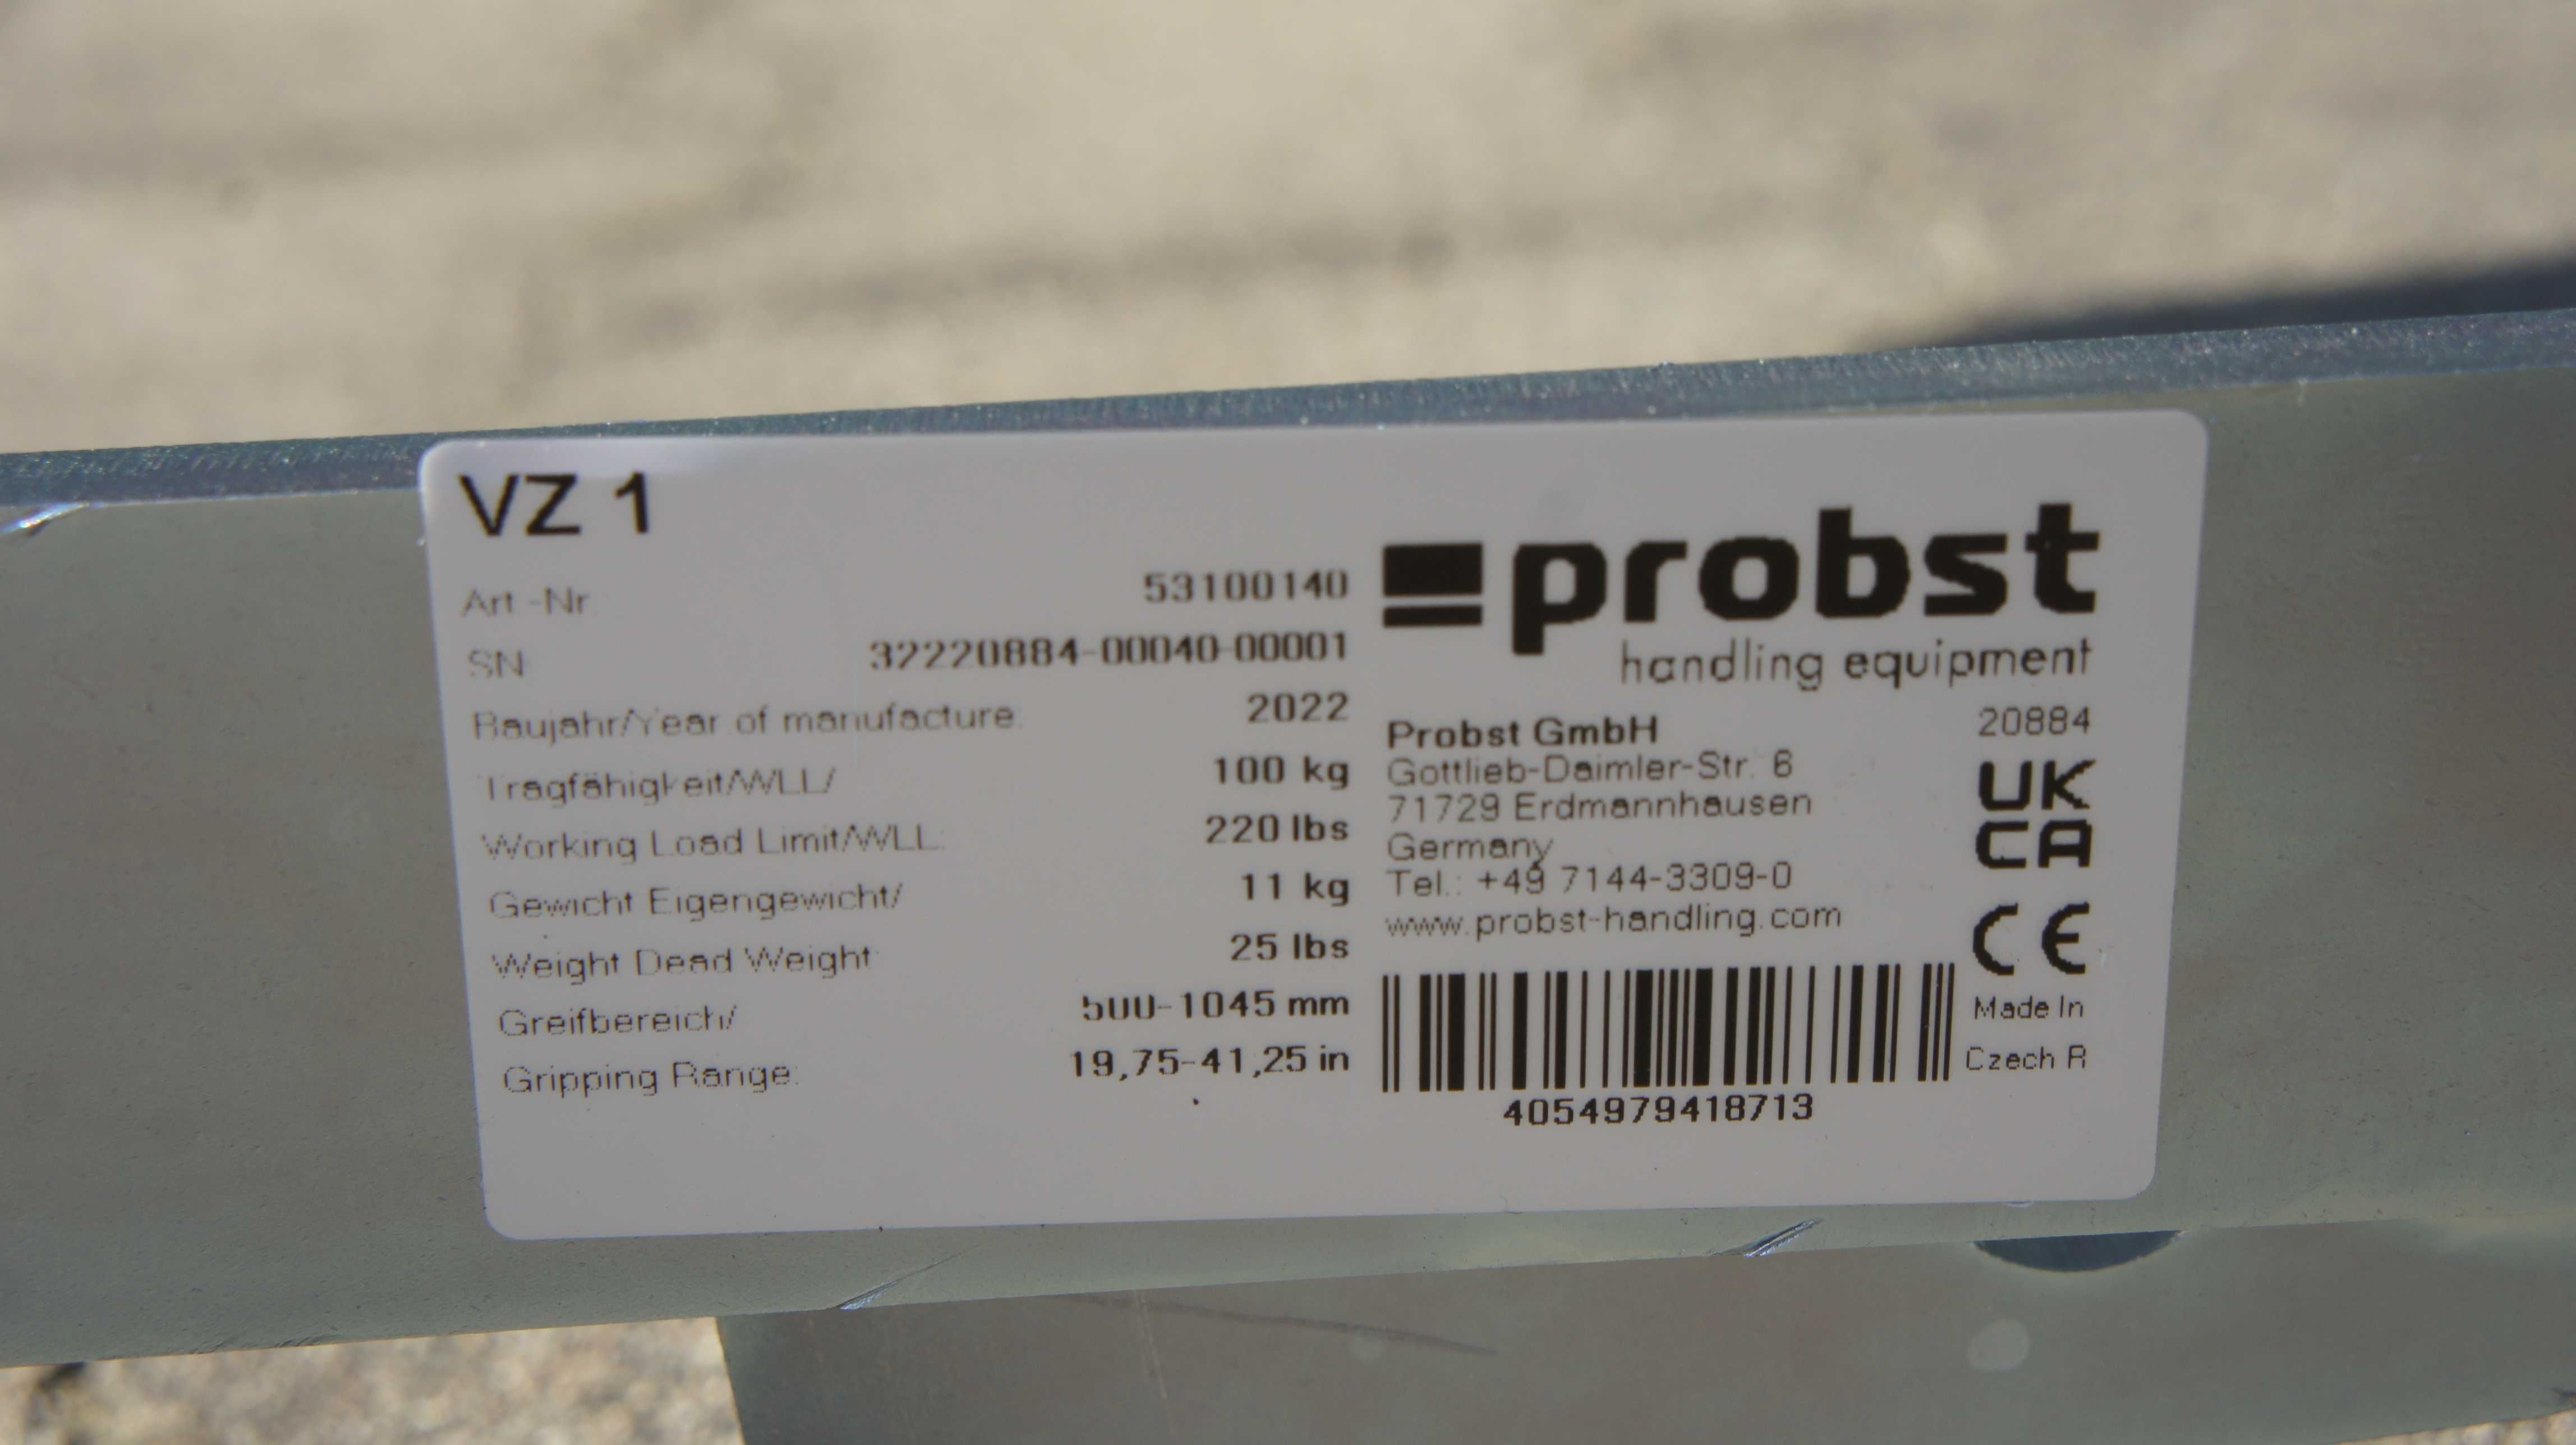 VZ 1
Art.-Nr. 53100140
SN 32220884-00040-00001
Baujahr/Year of manufacture: 2022
Tragfähigkeit/WLL/ 100 kg
Working Load Limit/WLL: 220 lbs
Gewicht Eigengewicht/ 11 kg
Weight Dead Weight: 25 lbs
Greifbereich/ 500-1045 mm
Gripping Range: 19,75-41,25 in
probst
handling equipment
Probst GmbH
Gottlieb-Daimler-Str. 6
71729 Erdmannhausen
Germany
Tel.: +49 7144-3309-0
www.probst-handling.com
4054979418713
20884
UK
CA
CE
Made In
Czech R